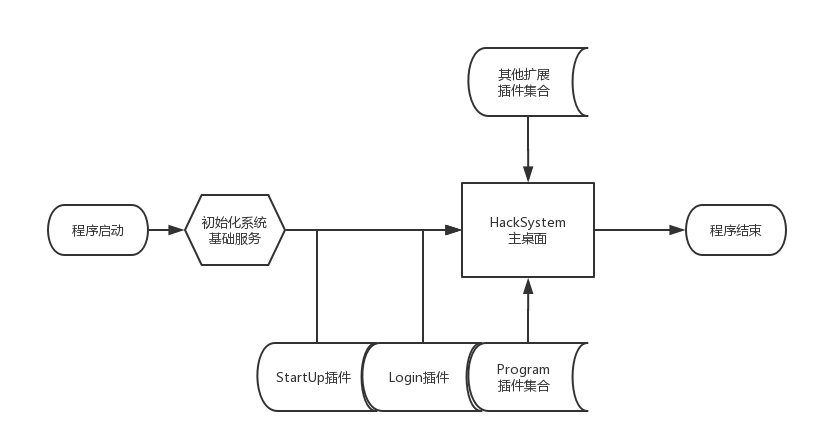 其他扩展
插件集合
程序启动
初始化系统
基础服务
HackSystem
主桌面
程序结束
StartUp插件
Login插件
Program
插件集合